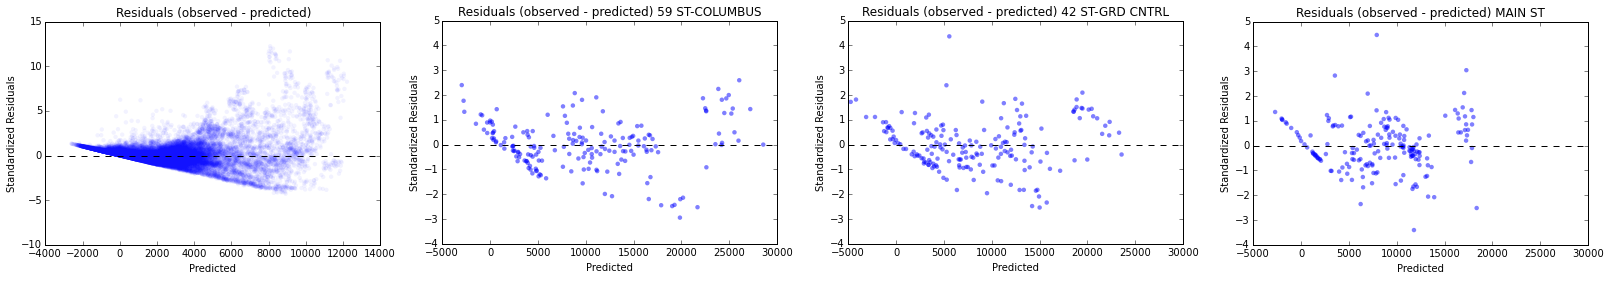 Residuals (observed - predicted)
15
10
5
0
−5
−10
Standardized Residuals
−4000 −2000 0 2000 4000 6000 8000 10000 12000 14000
Predicted
Residuals (observed - predicted) 59 ST-COLUMBUS
5
4
3
2
1
0
−1
−2
−3
−4
Standardized Residuals
−5000 0 5000 10000 15000 20000 25000 30000
Predicted
Residuals (observed - predicted) 42 ST-GRD CNTRL
5
4
3
2
1
0
−1
−2
−3
−4
Standardized Residuals
−5000 0 5000 10000 15000 20000 25000 30000
Predicted
Residuals (observed - predicted) MAIN ST
5
4
3
2
1
0
−1
−2
−3
−4
Standardized Residuals
−5000 0 5000 10000 15000 20000 25000 30000
Predicted